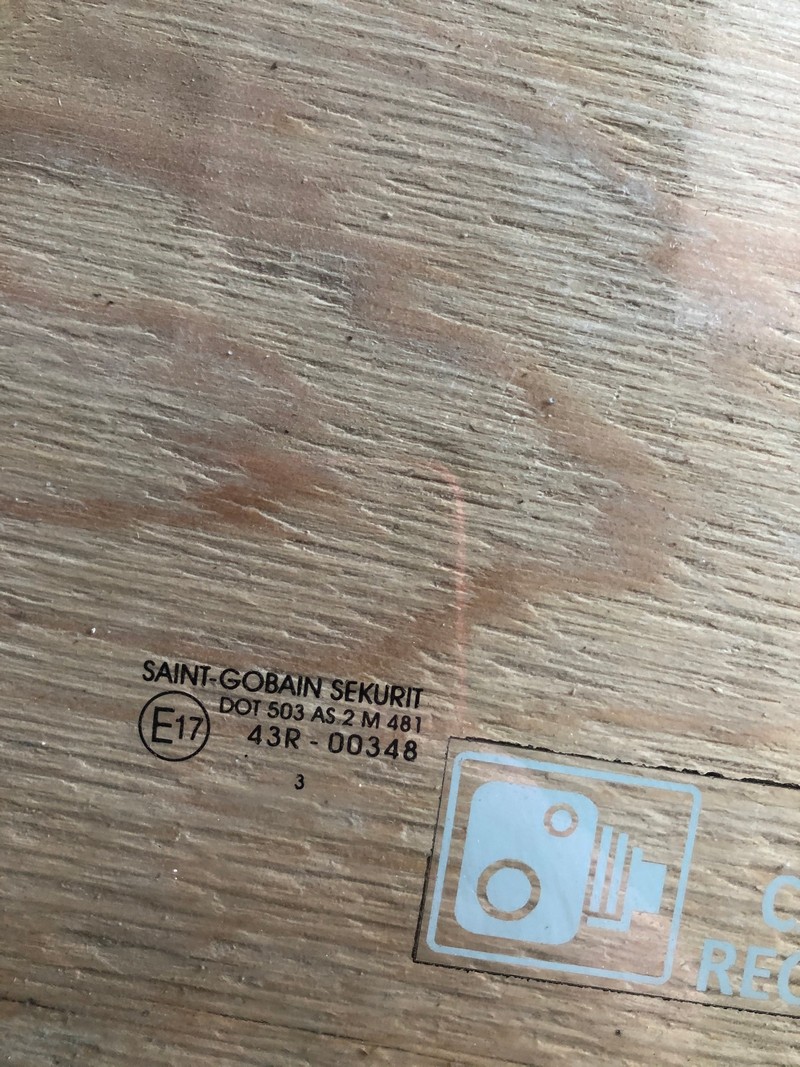 SAINT-GOBAIN SEKURIT
E17
DOT 503 AS 2 M 481
43R - 00348
3